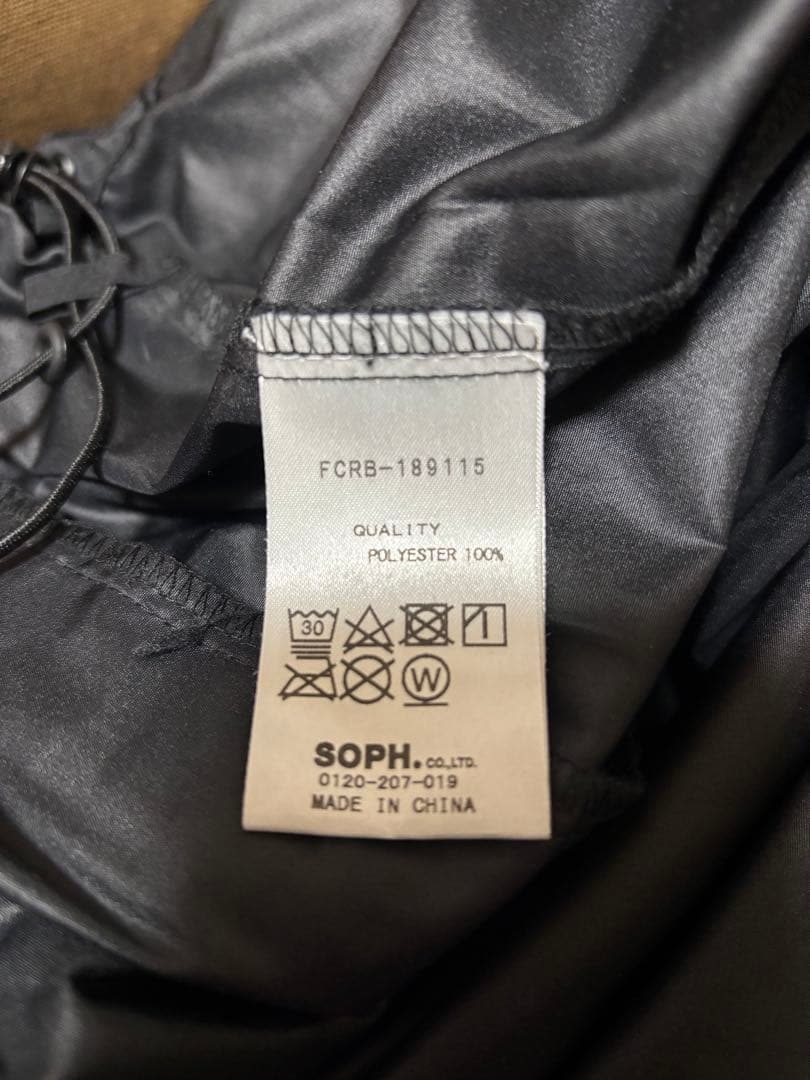 FCRB-189115
QUALITY
POLYESTER 100%
30
W
SOPH. CO.,LTD.
0120-207-019
MADE IN CHINA